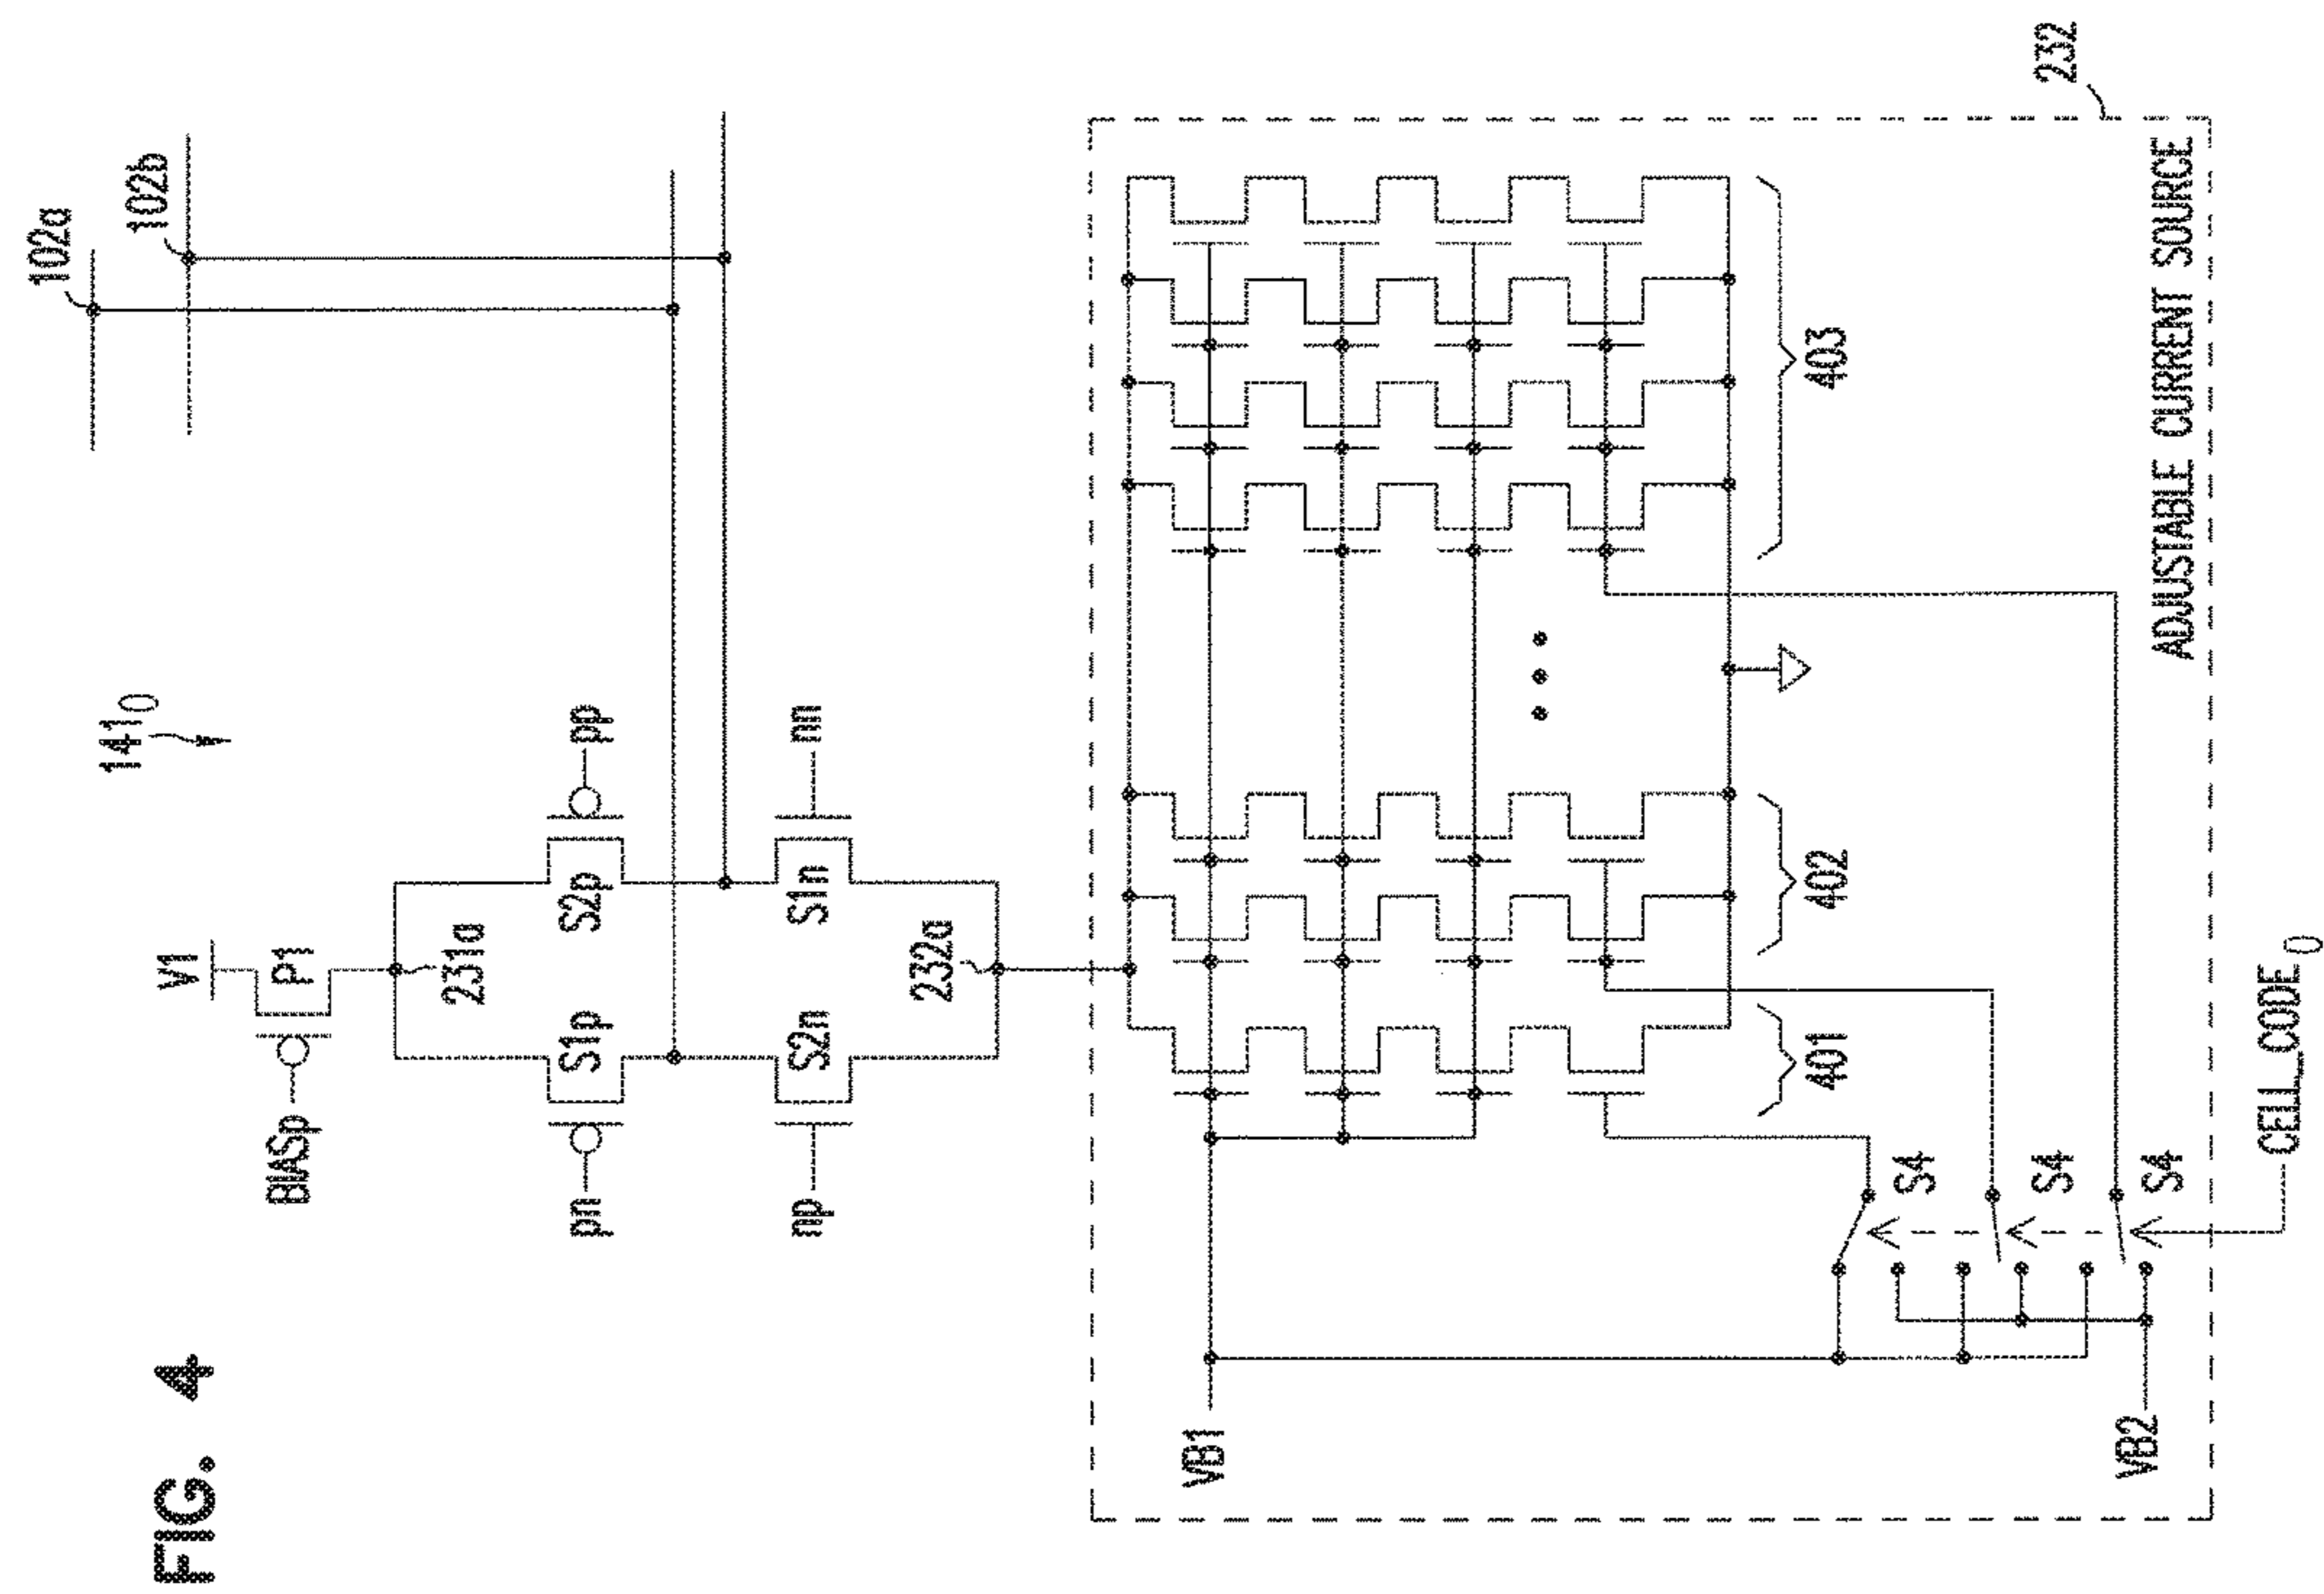 FIG. 4
141₀
102a
102b
V1
P1
BIASp
231a
S1p
S2p
pn
pp
S2n
S1n
np
nn
232a
232
VB1
401
402
403
S4
S4
S4
VB2
ADJUSTABLE CURRENT SOURCE
CELL_CODE₀